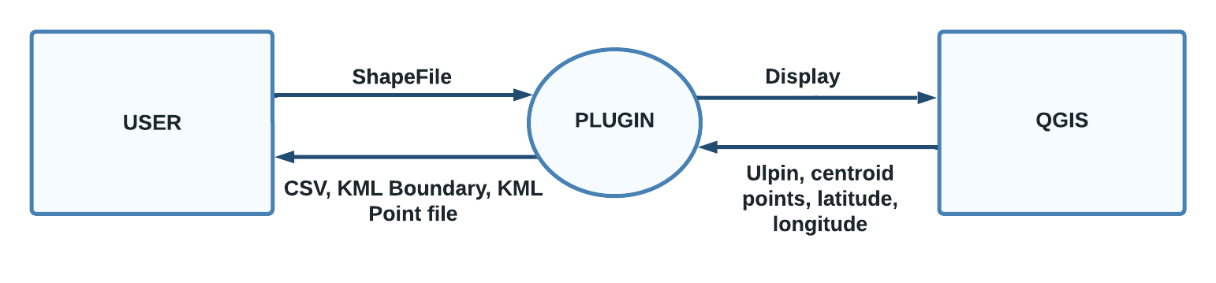 USER
ShapeFile
CSV, KML Boundary, KML
Point file
PLUGIN
Display
Ulpin, centroid
points, latitude,
longitude
QGIS